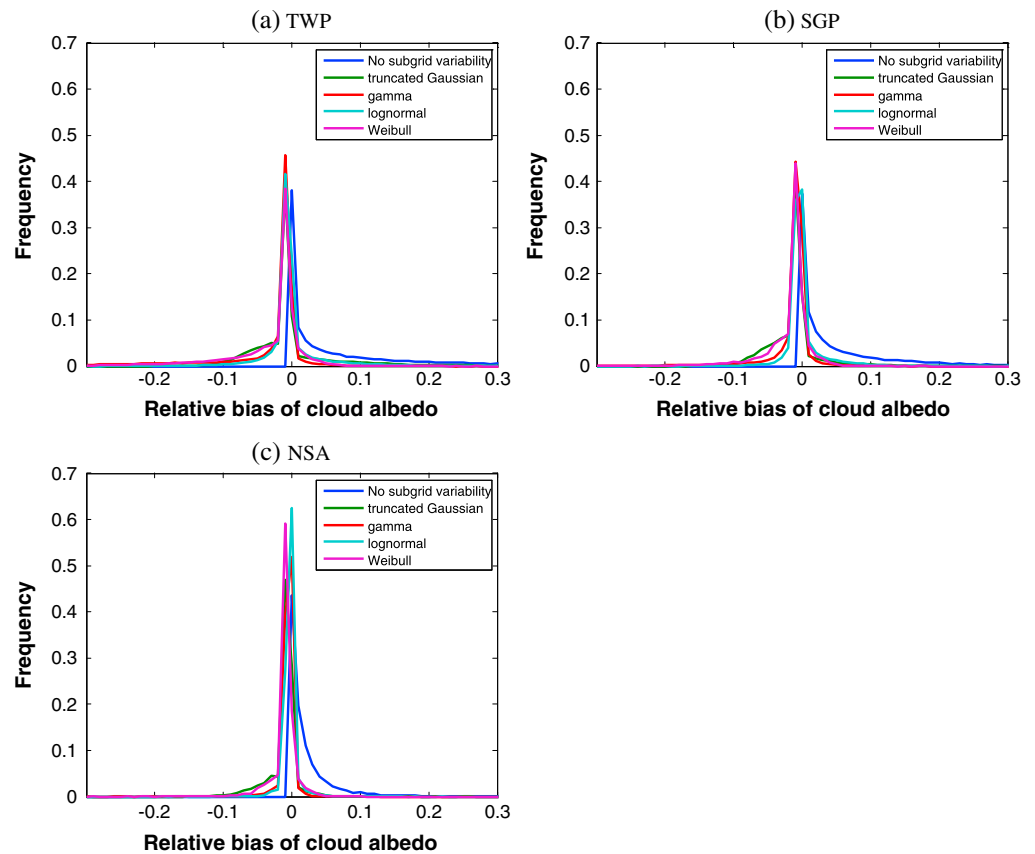 (a) TWP
0.7
0.6
0.5
0.4
0.3
0.2
0.1
0
Frequency
-0.2
-0.1
0
0.1
0.2
0.3
Relative bias of cloud albedo
No subgrid variability
truncated Gaussian
gamma
lognormal
Weibull
(b) SGP
0.7
0.6
0.5
0.4
0.3
0.2
0.1
0
Frequency
-0.2
-0.1
0
0.1
0.2
0.3
Relative bias of cloud albedo
No subgrid variability
truncated Gaussian
gamma
lognormal
Weibull
(c) NSA
0.7
0.6
0.5
0.4
0.3
0.2
0.1
0
Frequency
-0.2
-0.1
0
0.1
0.2
0.3
Relative bias of cloud albedo
No subgrid variability
truncated Gaussian
gamma
lognormal
Weibull